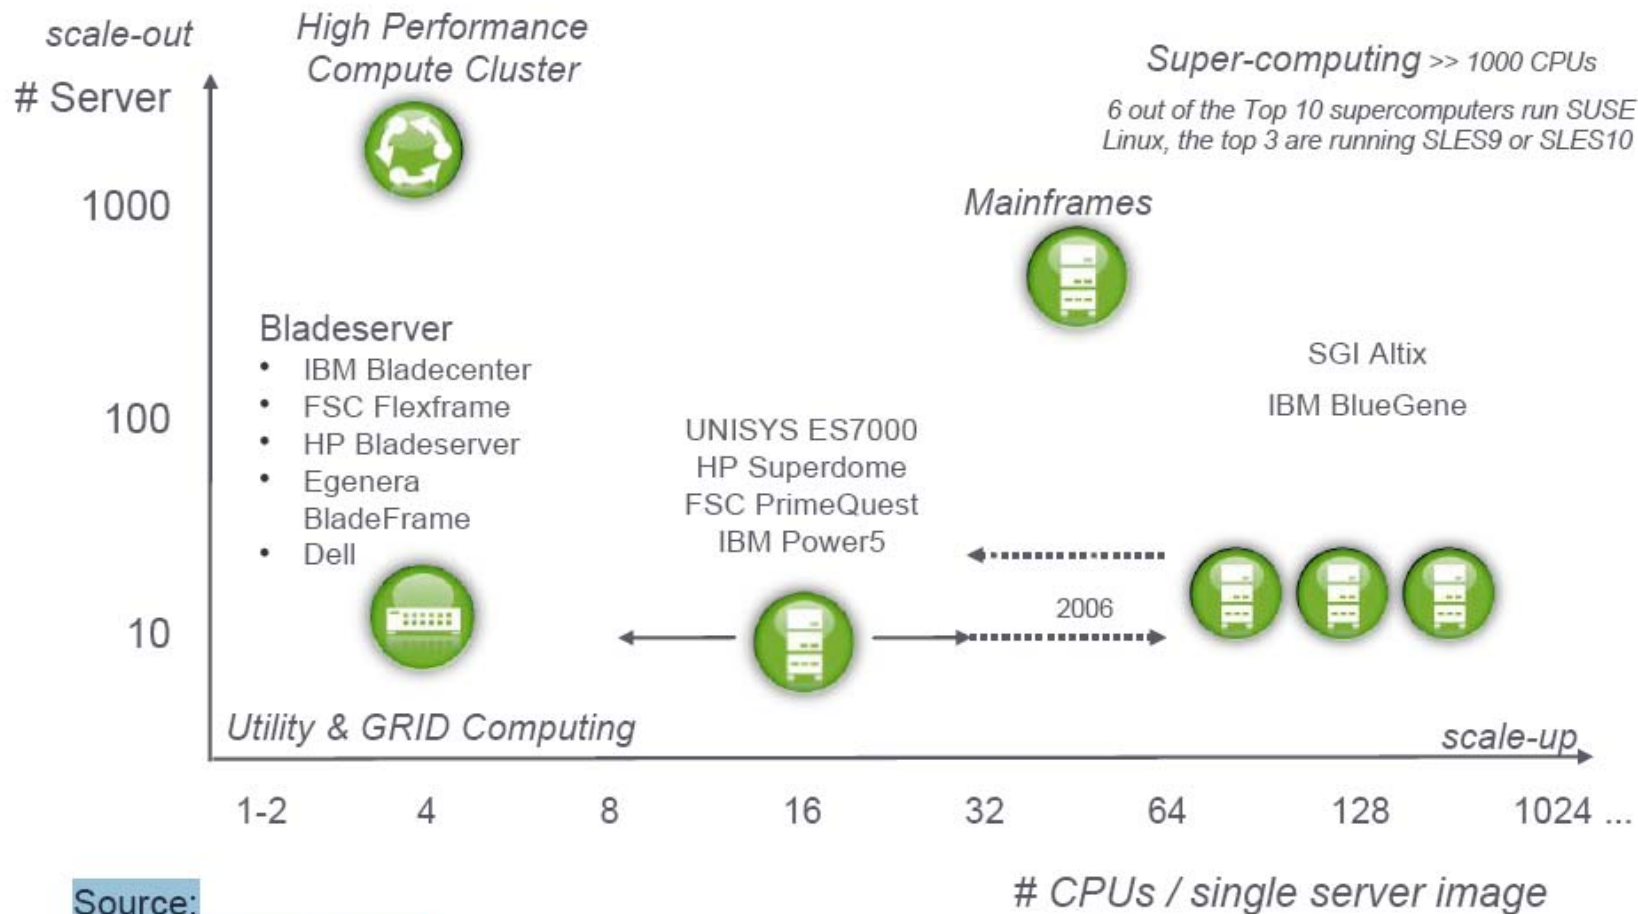 scale-out
# Server
High Performance
Compute Cluster
Super-computing >> 1000 CPUs
6 out of the Top 10 supercomputers run SUSE
Linux, the top 3 are running SLES9 or SLES10
1000
Mainframes
Bladeserver
• IBM Bladecenter
• FSC Flexframe
• HP Bladeserver
• Egenera
BladeFrame
• Dell
100
UNISYS ES7000
HP Superdome
FSC PrimeQuest
IBM Power5
SGI Altix
IBM BlueGene
10
2006
Utility & GRID Computing
scale-up
1-2 4 8 16 32 64 128 1024 ...
# CPUs / single server image
Source: